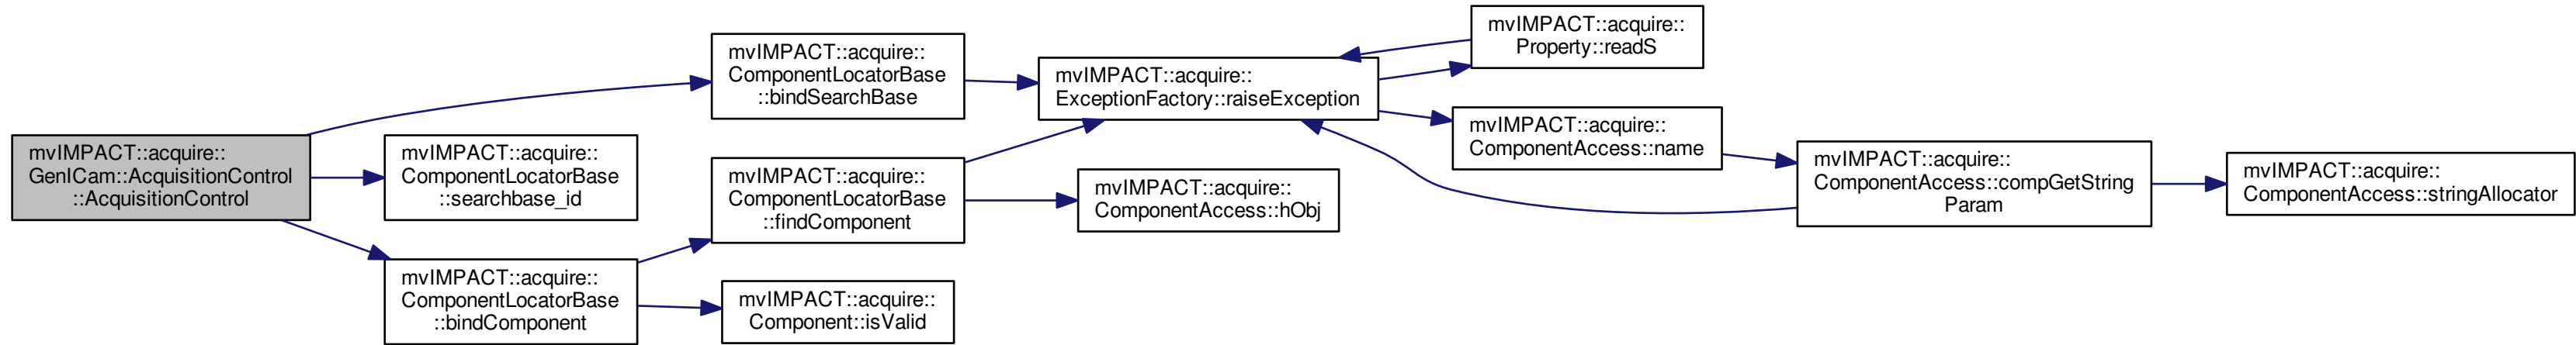 mvIMPACT::acquire::
GenICam::AcquisitionControl
::AcquisitionControl
mvIMPACT::acquire::
ComponentLocatorBase
::bindSearchBase
mvIMPACT::acquire::
ComponentLocatorBase
::searchbase_id
mvIMPACT::acquire::
ComponentLocatorBase
::bindComponent
mvIMPACT::acquire::
ComponentLocatorBase
::findComponent
mvIMPACT::acquire::
Component::isValid
mvIMPACT::acquire::
ExceptionFactory::raiseException
mvIMPACT::acquire::
ComponentAccess::hObj
mvIMPACT::acquire::
Property::readS
mvIMPACT::acquire::
ComponentAccess::name
mvIMPACT::acquire::
ComponentAccess::compGetString
Param
mvIMPACT::acquire::
ComponentAccess::stringAllocator